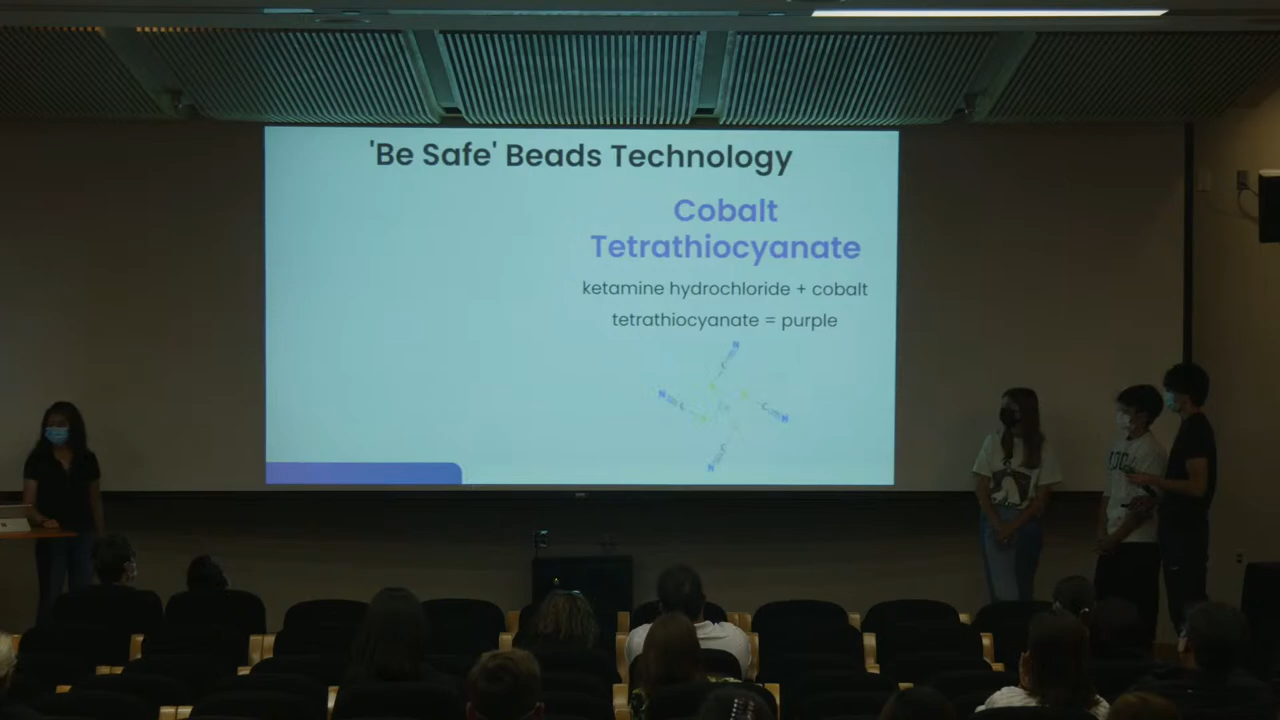 'Be Safe' Beads Technology
Cobalt
Tetrathiocyanate
ketamine hydrochloride + cobalt
tetrathiocyanate = purple
N
N
C
N
N